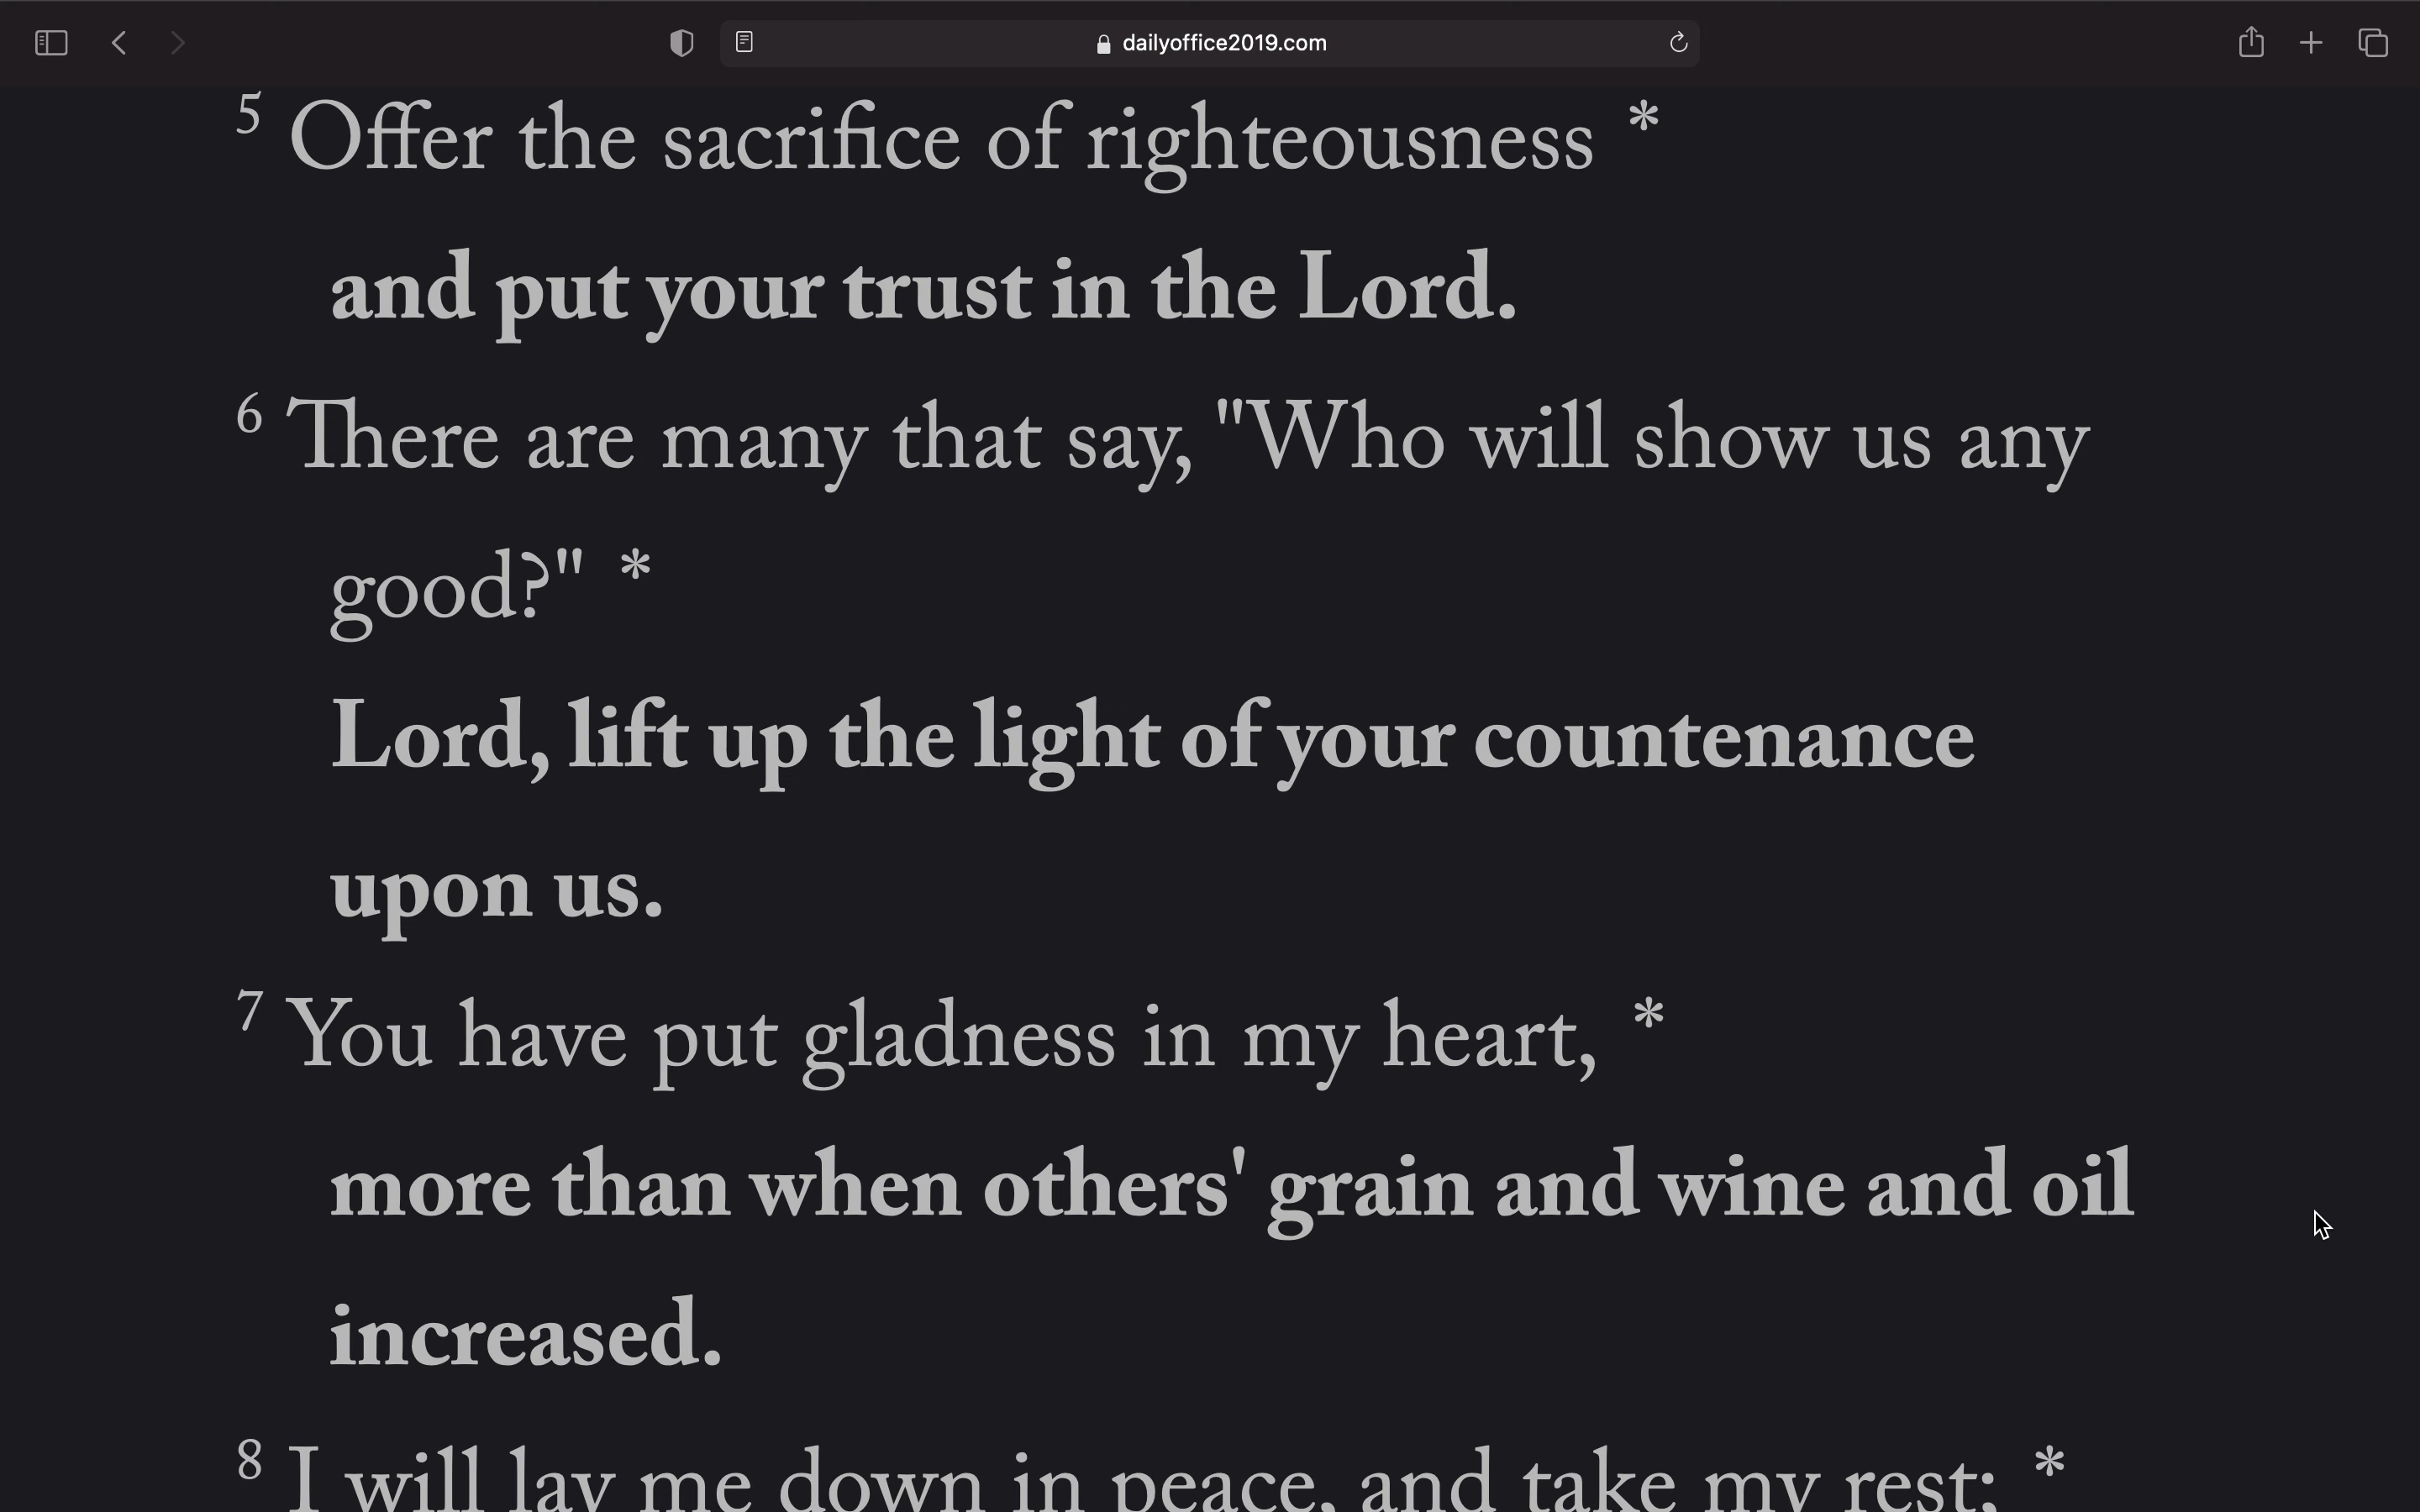 dailyoffice2019.com
5 Offer the sacrifice of righteousness *
and put your trust in the Lord.
6 There are many that say, "Who will show us any
good?" *
Lord, lift up the light of your countenance
upon us.
7 You have put gladness in my heart, *
more than when others' grain and wine and oil
increased.
8 I will lay me down in peace, and take my rest; *